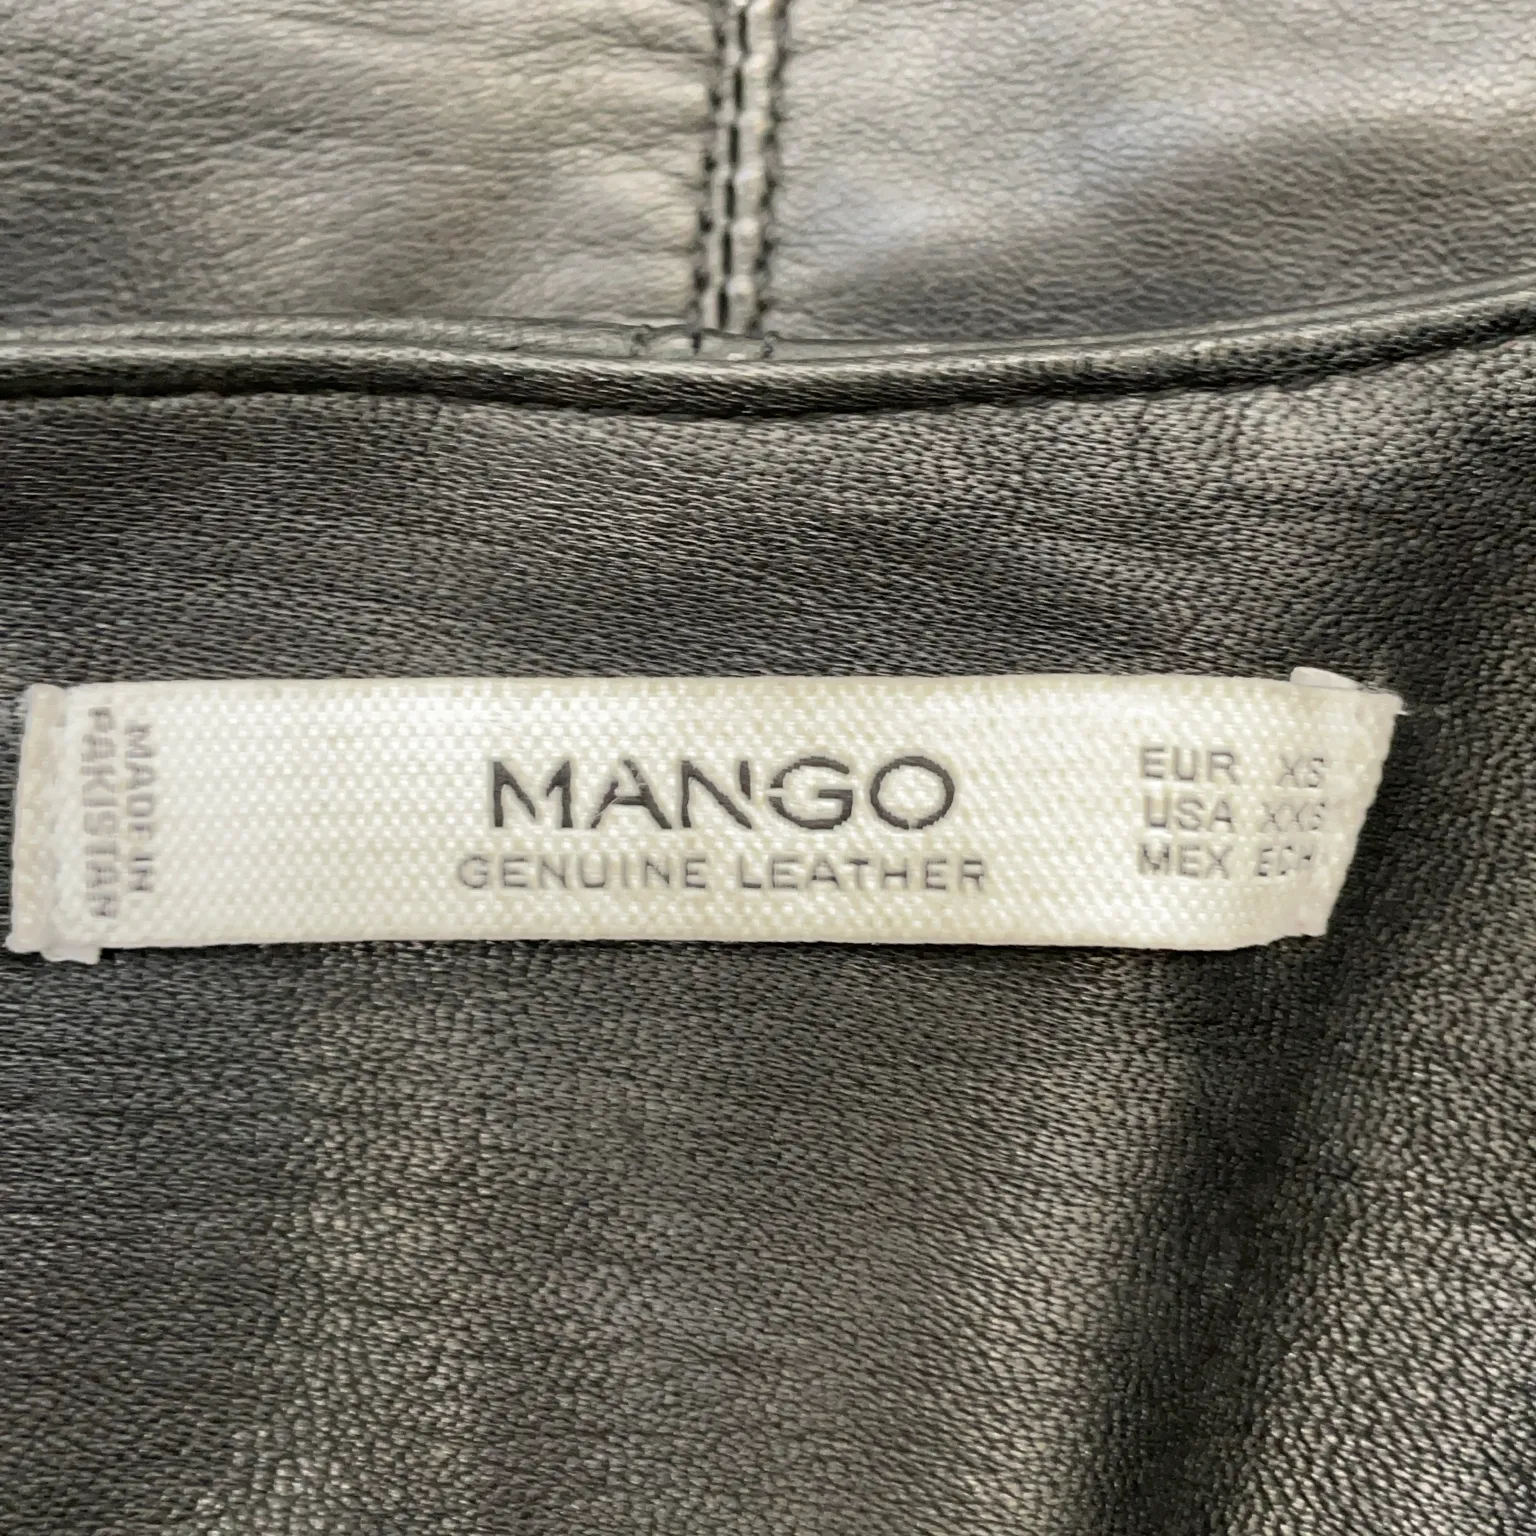 MADE IN
PAKISTAN
MANGO
GENUINE LEATHER
EUR XS
USA XXS
MEX ECH